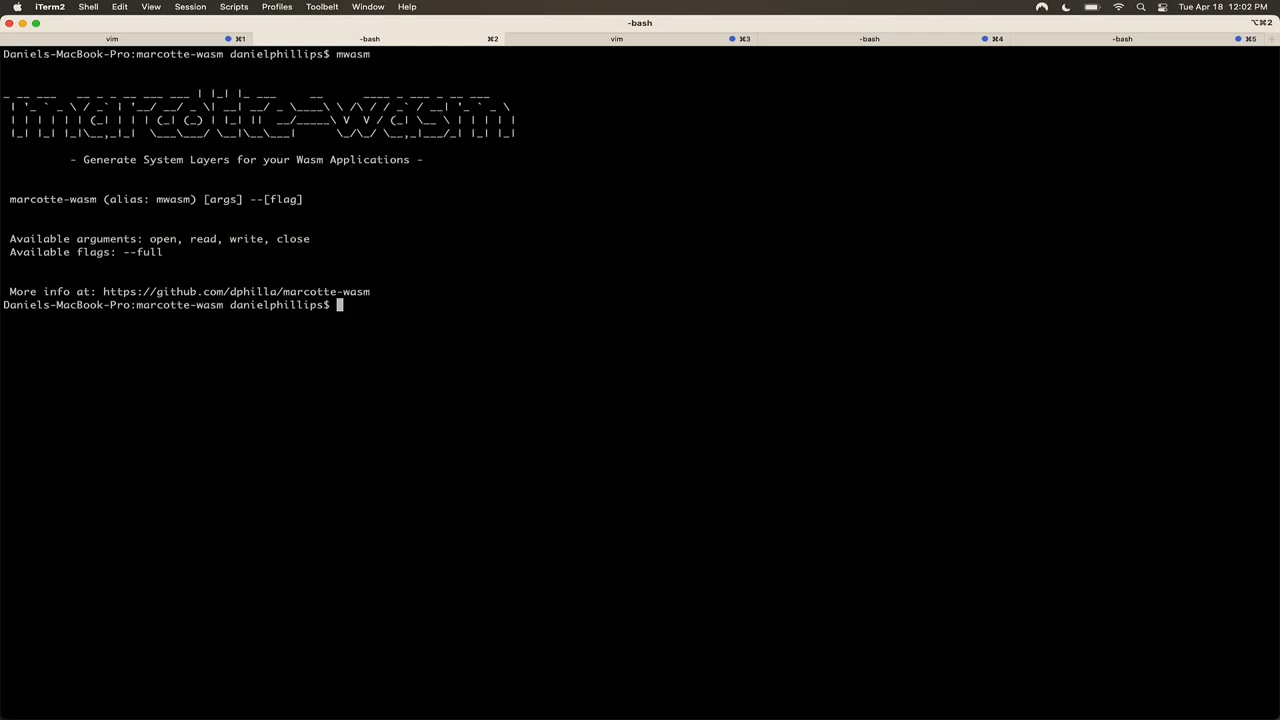 iTerm2 Shell Edit View Session Scripts Profiles Toolbelt Window Help Tue Apr 18 12:02 PM
-bash ⌥⌘2
vim ⌘1 -bash ⌘2 vim ⌘3 -bash ⌘4 -bash ⌘5
Daniels-MacBook-Pro:marcotte-wasm danielphillips$ mwasm
marcotte-wasm
- Generate System Layers for your Wasm Applications -
marcotte-wasm (alias: mwasm) [args] --[flag]
Available arguments: open, read, write, close
Available flags: --full
More info at: https://github.com/dphilla/marcotte-wasm
Daniels-MacBook-Pro:marcotte-wasm danielphillips$